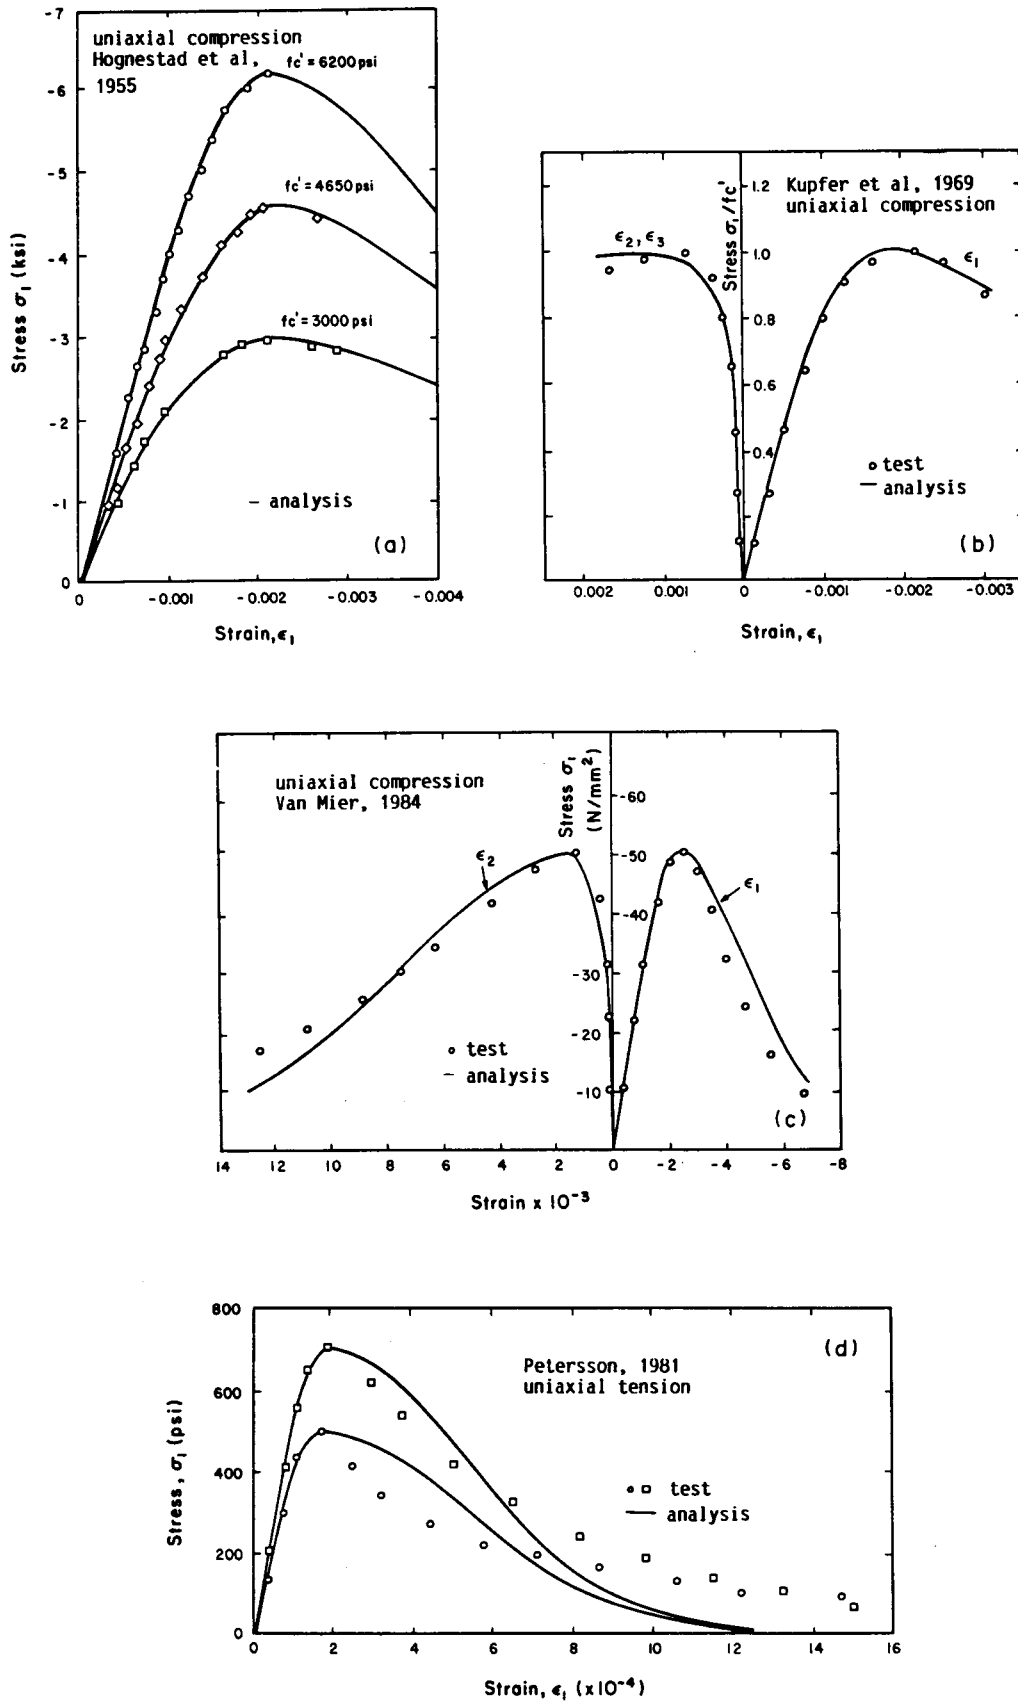 -7
-6
-5
-4
-3
-2
-1
0
Stress σ₁ (ksi)
uniaxial compression
Hognestad et al,
1955
fc' = 6200 psi
fc' = 4650 psi
fc' = 3000 psi
— analysis
(a)
0 -0.001 -0.002 -0.003 -0.004
Strain, ϵ₁
Stress σ₁/fc'
1.2
1.0
0.8
0.6
0.4
Kupfer et al, 1969
uniaxial compression
ϵ₂, ϵ₃
ϵ₁
test
— analysis
(b)
0.002 0.001 0 -0.001 -0.002 -0.003
Strain, ϵ₁
uniaxial compression
Van Mier, 1984
Stress σ₁
(N/mm²)
-60
-50
-40
-30
-20
-10
ϵ₂
ϵ₁
test
— analysis
(c)
14 12 10 8 6 4 2 0 -2 -4 -6 -8
Strain x 10⁻³
800
600
400
200
0
Stress, σ₁ (psi)
(d)
Petersson, 1981
uniaxial tension
test
— analysis
0 2 4 6 8 10 12 14 16
Strain, ϵ₁ (x10⁻⁴)